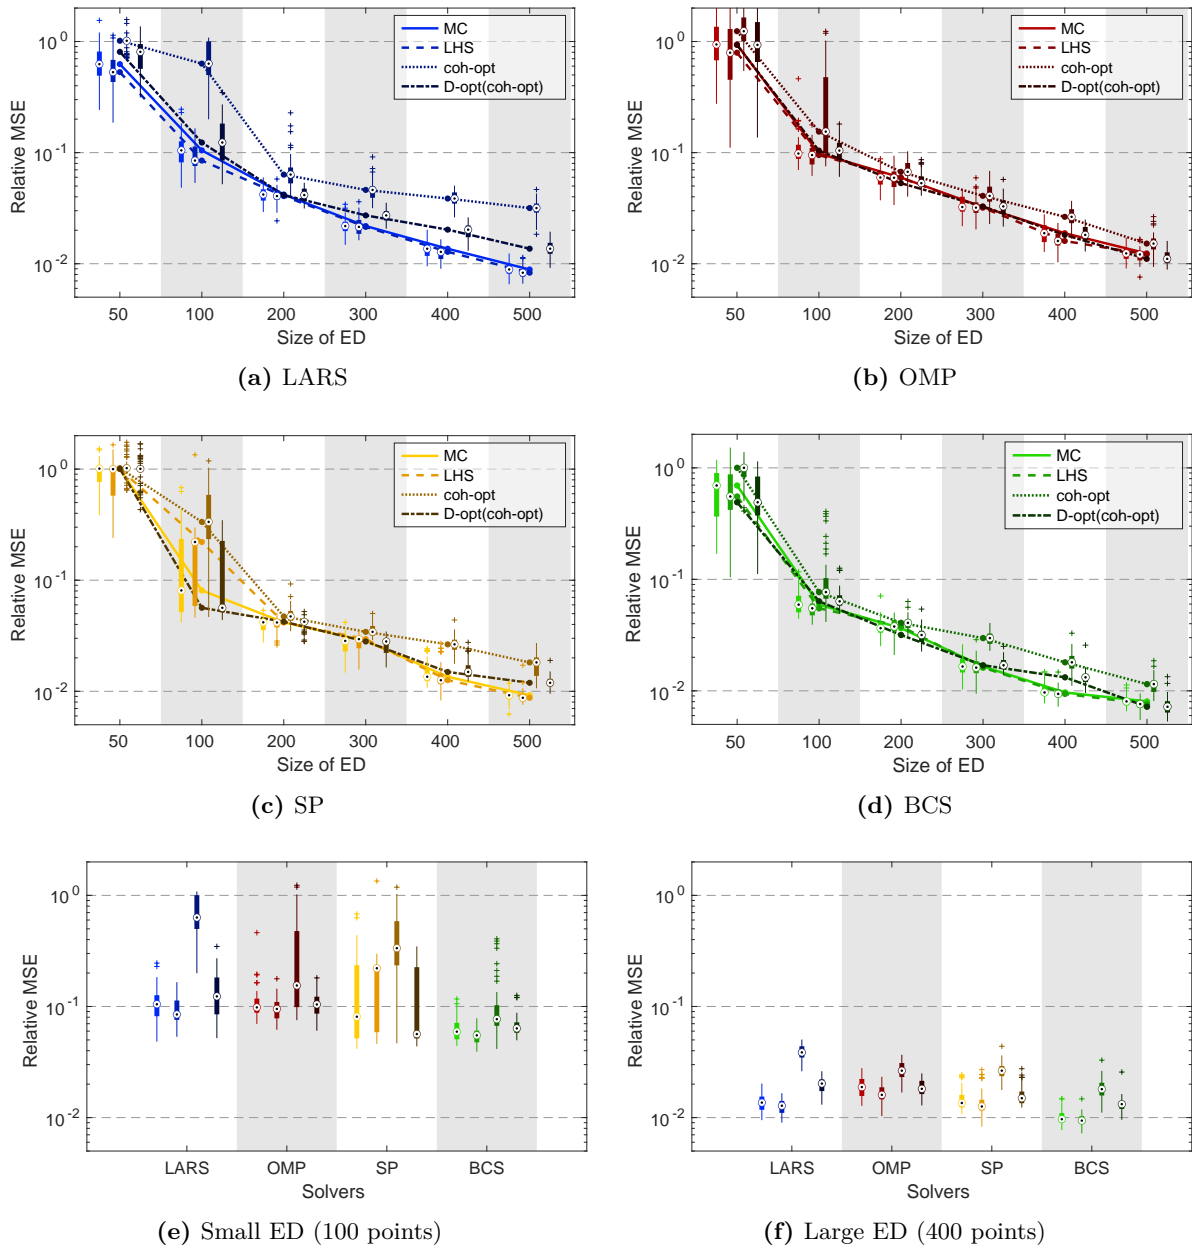 MC
LHS
coh-opt
D-opt(coh-opt)
10^0
10^-1
10^-2
Relative MSE
50 100 200 300 400 500
Size of ED
(a) LARS
MC
LHS
coh-opt
D-opt(coh-opt)
10^0
10^-1
10^-2
Relative MSE
50 100 200 300 400 500
Size of ED
(b) OMP
MC
LHS
coh-opt
D-opt(coh-opt)
10^0
10^-1
10^-2
Relative MSE
50 100 200 300 400 500
Size of ED
(c) SP
MC
LHS
coh-opt
D-opt(coh-opt)
10^0
10^-1
10^-2
Relative MSE
50 100 200 300 400 500
Size of ED
(d) BCS
10^0
10^-1
10^-2
Relative MSE
LARS OMP SP BCS
Solvers
(e) Small ED (100 points)
10^0
10^-1
10^-2
Relative MSE
LARS OMP SP BCS
Solvers
(f) Large ED (400 points)